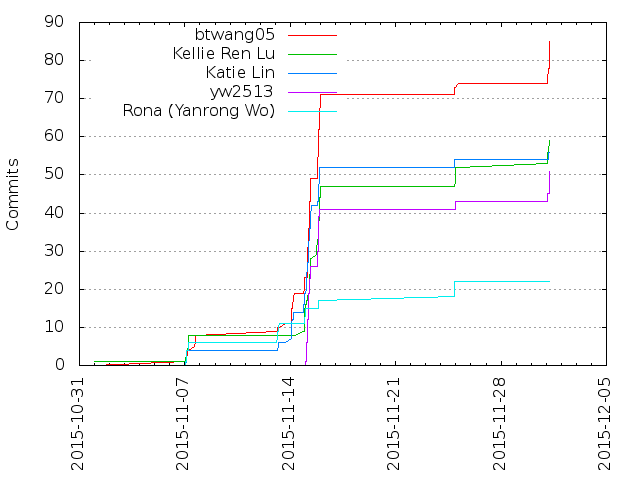 90
80
70
60
50
40
30
20
10
0
Commits
btwang05
Kellie Ren Lu
Katie Lin
yw2513
Rona (Yanrong Wo)
2015-10-31
2015-11-07
2015-11-14
2015-11-21
2015-11-28
2015-12-05